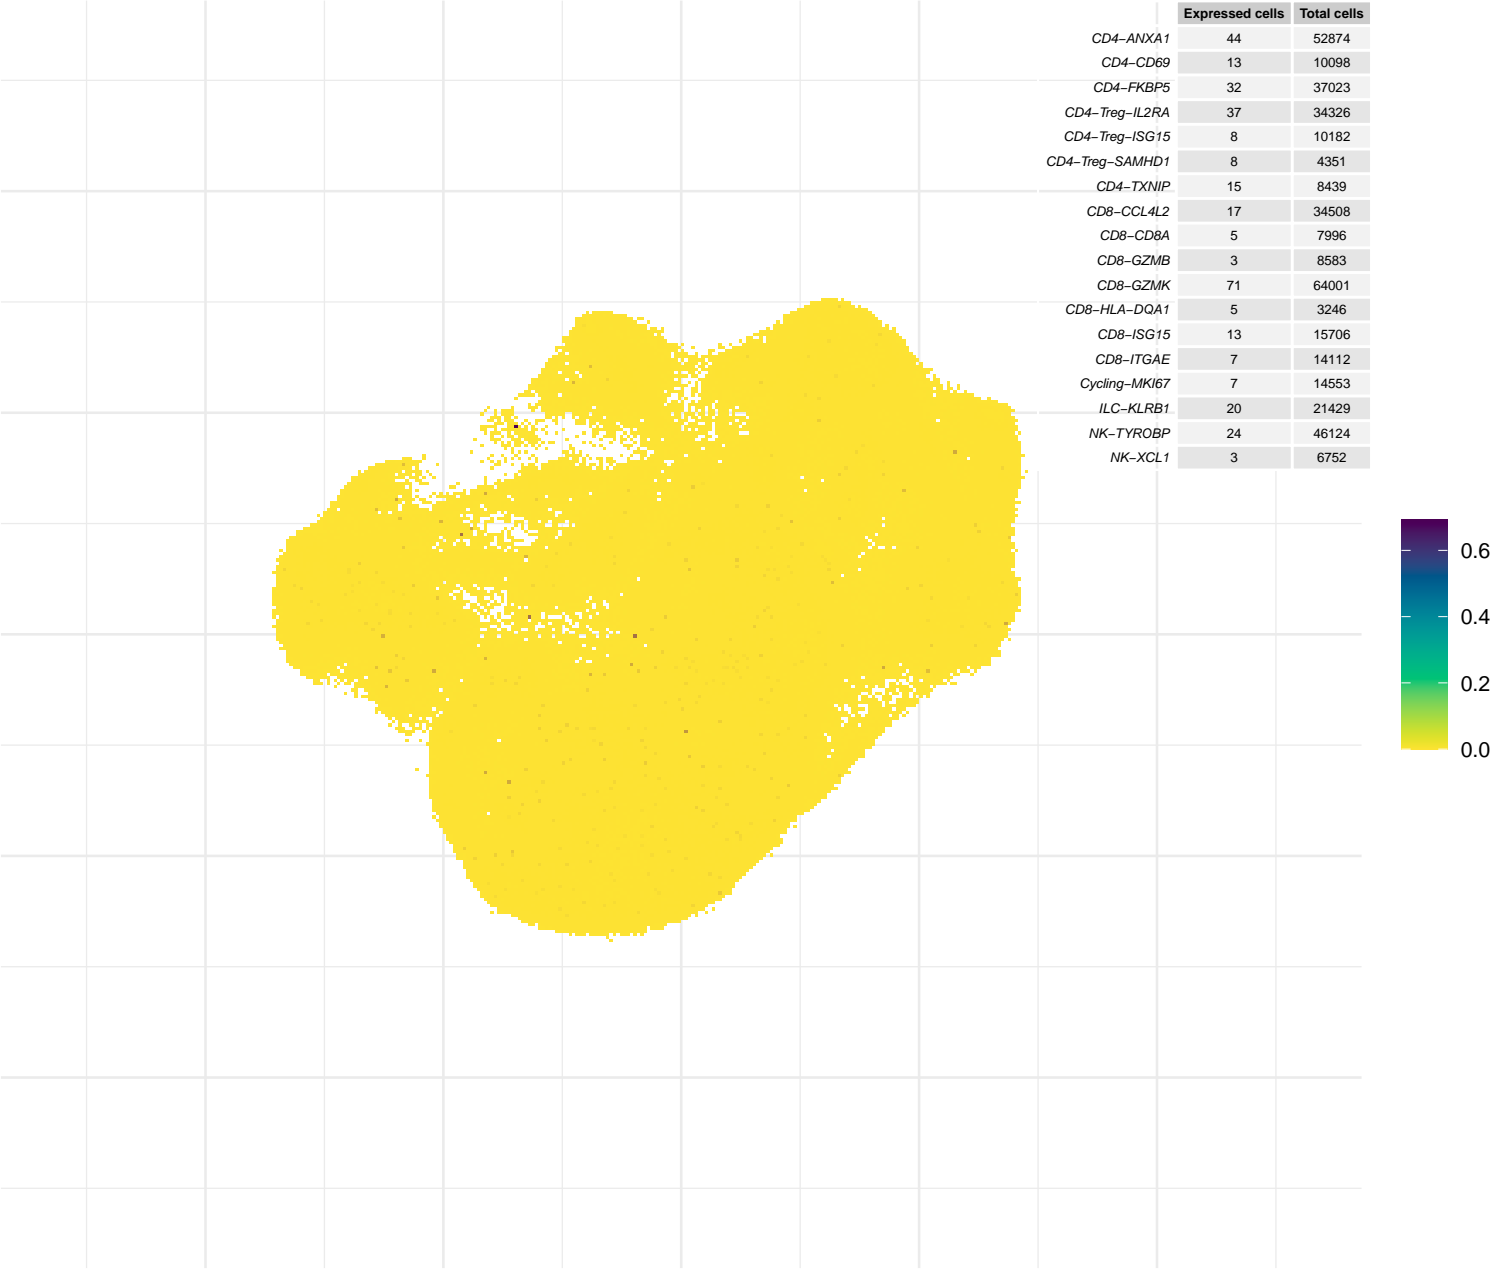 Expressed cells Total cells
CD4−ANXA1 44 52874
CD4−CD69 13 10098
CD4−FKBP5 32 37023
CD4−Treg−IL2RA 37 34326
CD4−Treg−ISG15 8 10182
CD4−Treg−SAMHD1 8 4351
CD4−TXNIP 15 8439
CD8−CCL4L2 17 34508
CD8−CD8A 5 7996
CD8−GZMB 3 8583
CD8−GZMK 71 64001
CD8−HLA−DQA1 5 3246
CD8−ISG15 13 15706
CD8−ITGAE 7 14112
Cycling−MKI67 7 14553
ILC−KLRB1 20 21429
NK−TYROBP 24 46124
NK−XCL1 3 6752
0.6
0.4
0.2
0.0